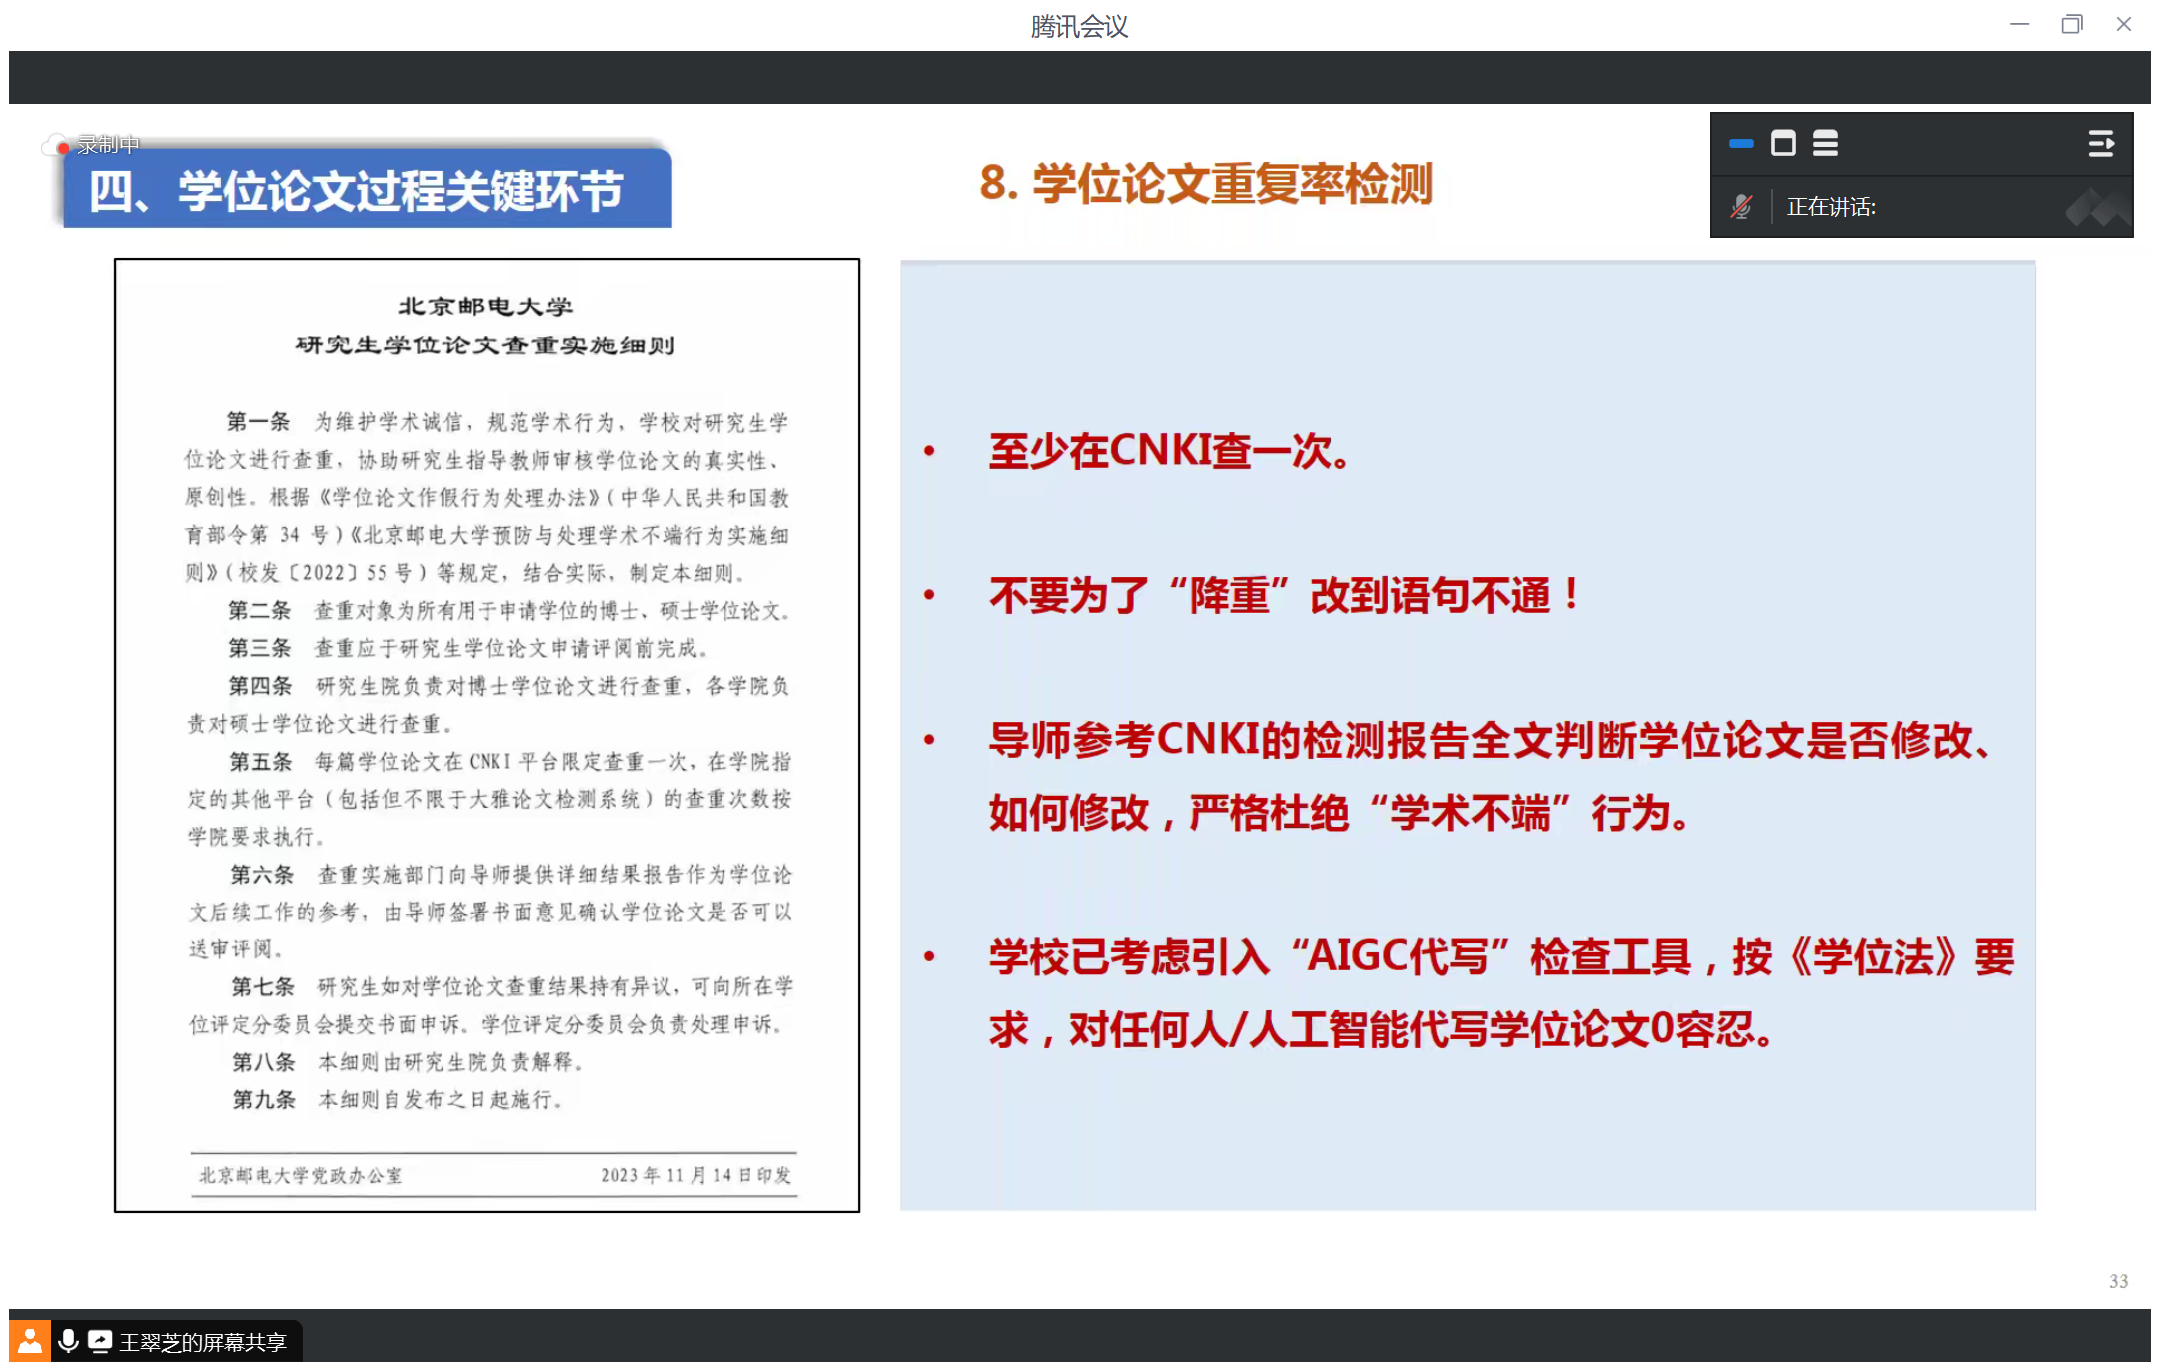 腾讯会议
录制中
四、学位论文过程关键环节
8. 学位论文重复率检测
正在讲话:
北京邮电大学
研究生学位论文查重实施细则
第一条 为维护学术诚信，规范学术行为，学校对研究生学
位论文进行查重，协助研究生指导教师审核学位论文的真实性、
原创性。根据《学位论文作假行为处理办法》（中华人民共和国教
育部令第 34 号）《北京邮电大学预防与处理学术不端行为实施细
则》（校发〔2022〕55 号）等规定，结合实际，制定本细则。
第二条 查重对象为所有用于申请学位的博士、硕士学位论文。
第三条 查重应于研究生学位论文申请评阅前完成。
第四条 研究生院负责对博士学位论文进行查重，各学院负
责对硕士学位论文进行查重。
第五条 每篇学位论文在 CNKI 平台限定查重一次，在学院指
定的其他平台（包括但不限于大雅论文检测系统）的查重次数按
学院要求执行。
第六条 查重实施部门向导师提供详细结果报告作为学位论
文后续工作的参考，由导师签署书面意见确认学位论文是否可以
送审评阅。
第七条 研究生如对学位论文查重结果持有异议，可向所在学
位评定分委员会提交书面申诉。学位评定分委员会负责处理申诉。
第八条 本细则由研究生院负责解释。
第九条 本细则自发布之日起施行。
北京邮电大学党政办公室 2023 年 11 月 14 日印发
• 至少在CNKI查一次。
• 不要为了“降重”改到语句不通！
• 导师参考CNKI的检测报告全文判断学位论文是否修改、
如何修改，严格杜绝“学术不端”行为。
• 学校已考虑引入“AIGC代写”检查工具，按《学位法》要
求，对任何人/人工智能代写学位论文0容忍。
33
王翠芝的屏幕共享